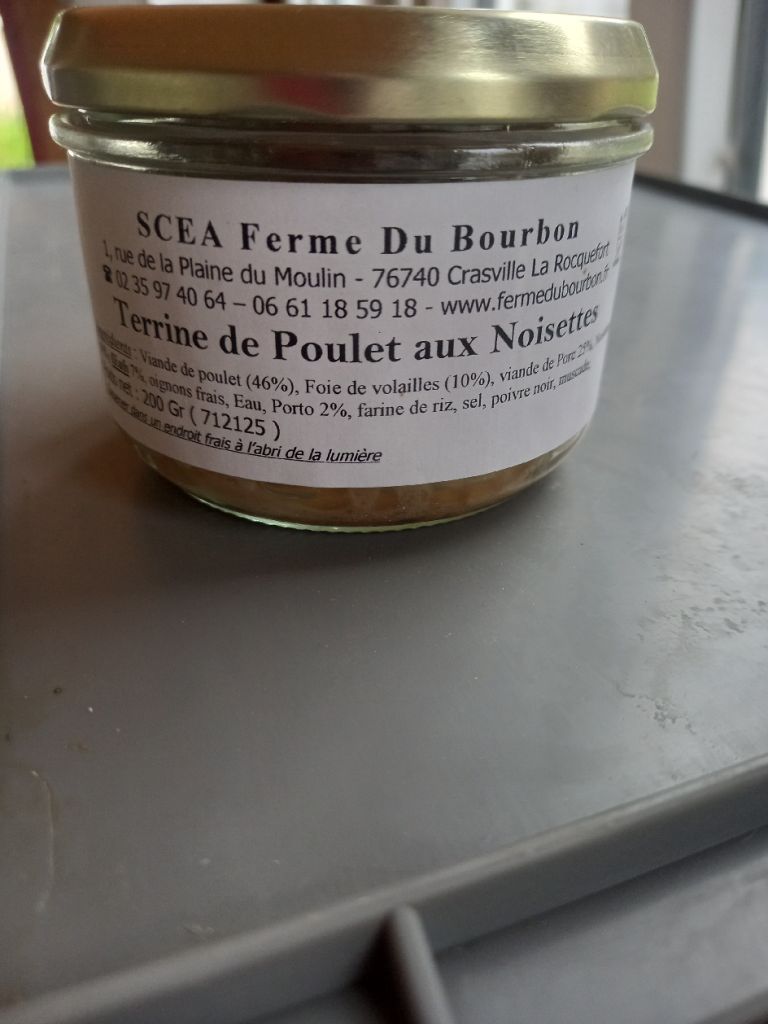 SCEA Ferme Du Bourbon
1, rue de la Plaine du Moulin - 76740 Crasville La Rocquefort
☎ 02 35 97 40 64 – 06 61 18 59 18 - www.fermedubourbon.fr
Terrine de Poulet aux Noisettes
: Viande de poulet (46%), Foie de volailles (10%), viande de Porc 25%,
7%, oignons frais, Eau, Porto 2%, farine de riz, sel, poivre noir, muscade
net : 200 Gr ( 712125 )
dans un endroit frais à l'abri de la lumière